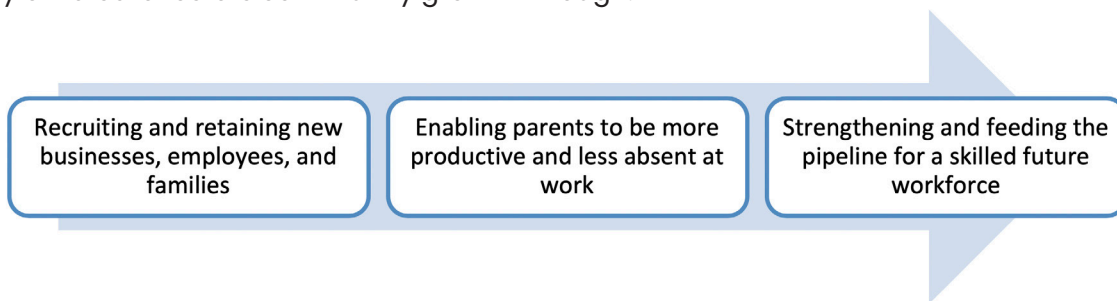 Recruiting and retaining new
businesses, employees, and
families
Enabling parents to be more
productive and less absent at
work
Strengthening and feeding the
pipeline for a skilled future
workforce